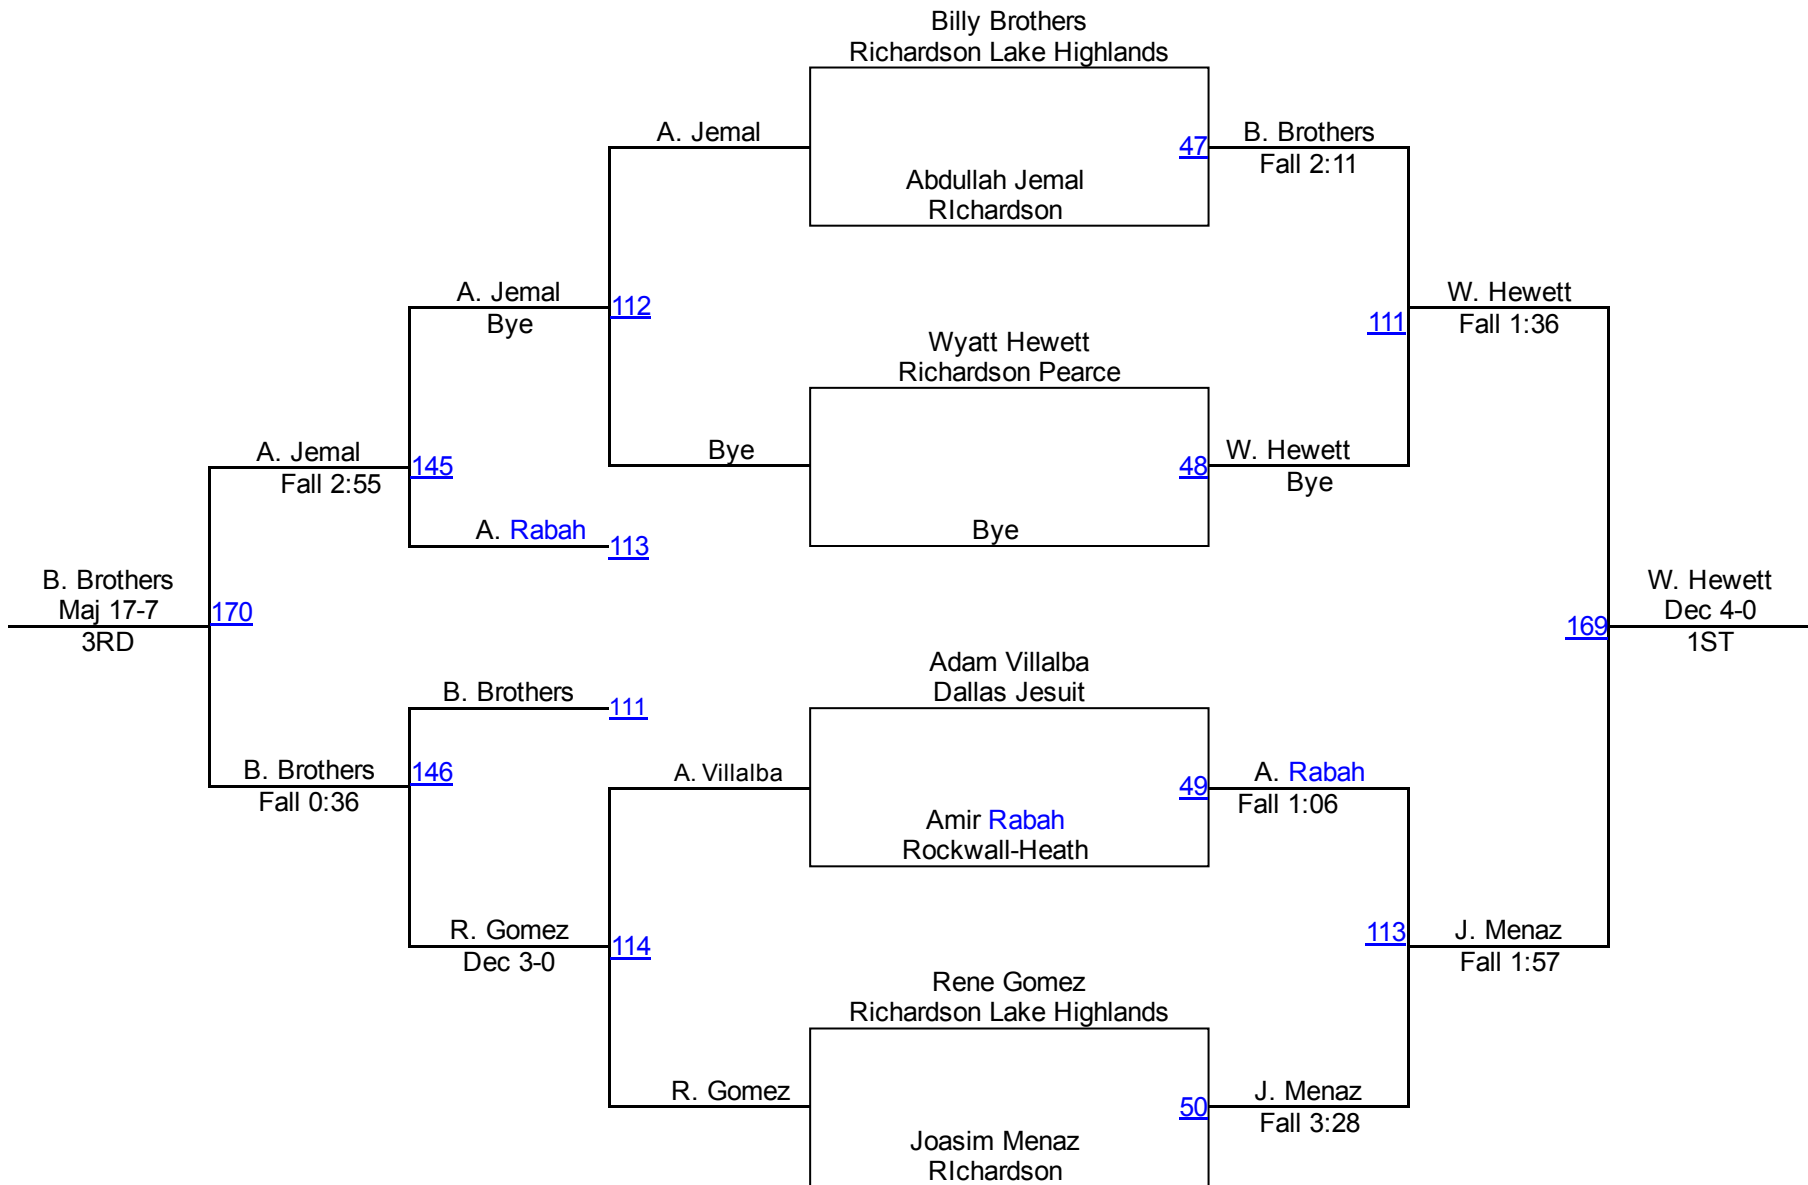 Billy Brothers
Richardson Lake Highlands
A. Jemal
47
B. Brothers
Fall 2:11
Abdullah Jemal
RIchardson
A. Jemal
Bye
112
111
W. Hewett
Fall 1:36
Wyatt Hewett
Richardson Pearce
A. Jemal
Fall 2:55
145
Bye
48
W. Hewett
Bye
A. Rabah
113
Bye
B. Brothers
Maj 17-7
3RD
170
169
W. Hewett
Dec 4-0
1ST
Adam Villalba
Dallas Jesuit
B. Brothers
111
B. Brothers
Fall 0:36
146
A. Villalba
49
A. Rabah
Fall 1:06
Amir Rabah
Rockwall-Heath
R. Gomez
Dec 3-0
114
113
J. Menaz
Fall 1:57
Rene Gomez
Richardson Lake Highlands
R. Gomez
50
J. Menaz
Fall 3:28
Joasim Menaz
RIchardson